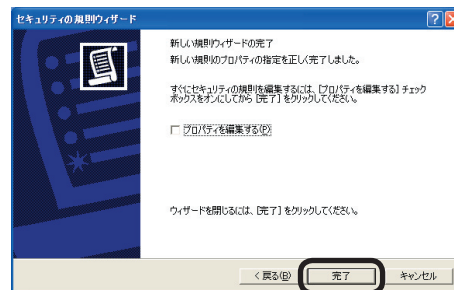 セキュリティの規則ウィザード
新しい規則ウィザードの完了
新しい規則のプロパティの指定を正しく完了しました。
すぐにセキュリティの規則を編集するには、[プロパティを編集する] チェック
ボックスをオンにしてから [完了] をクリックしてください。
プロパティを編集する(P)
ウィザードを閉じるには、[完了] をクリックしてください。
< 戻る(B)
完了
キャンセル